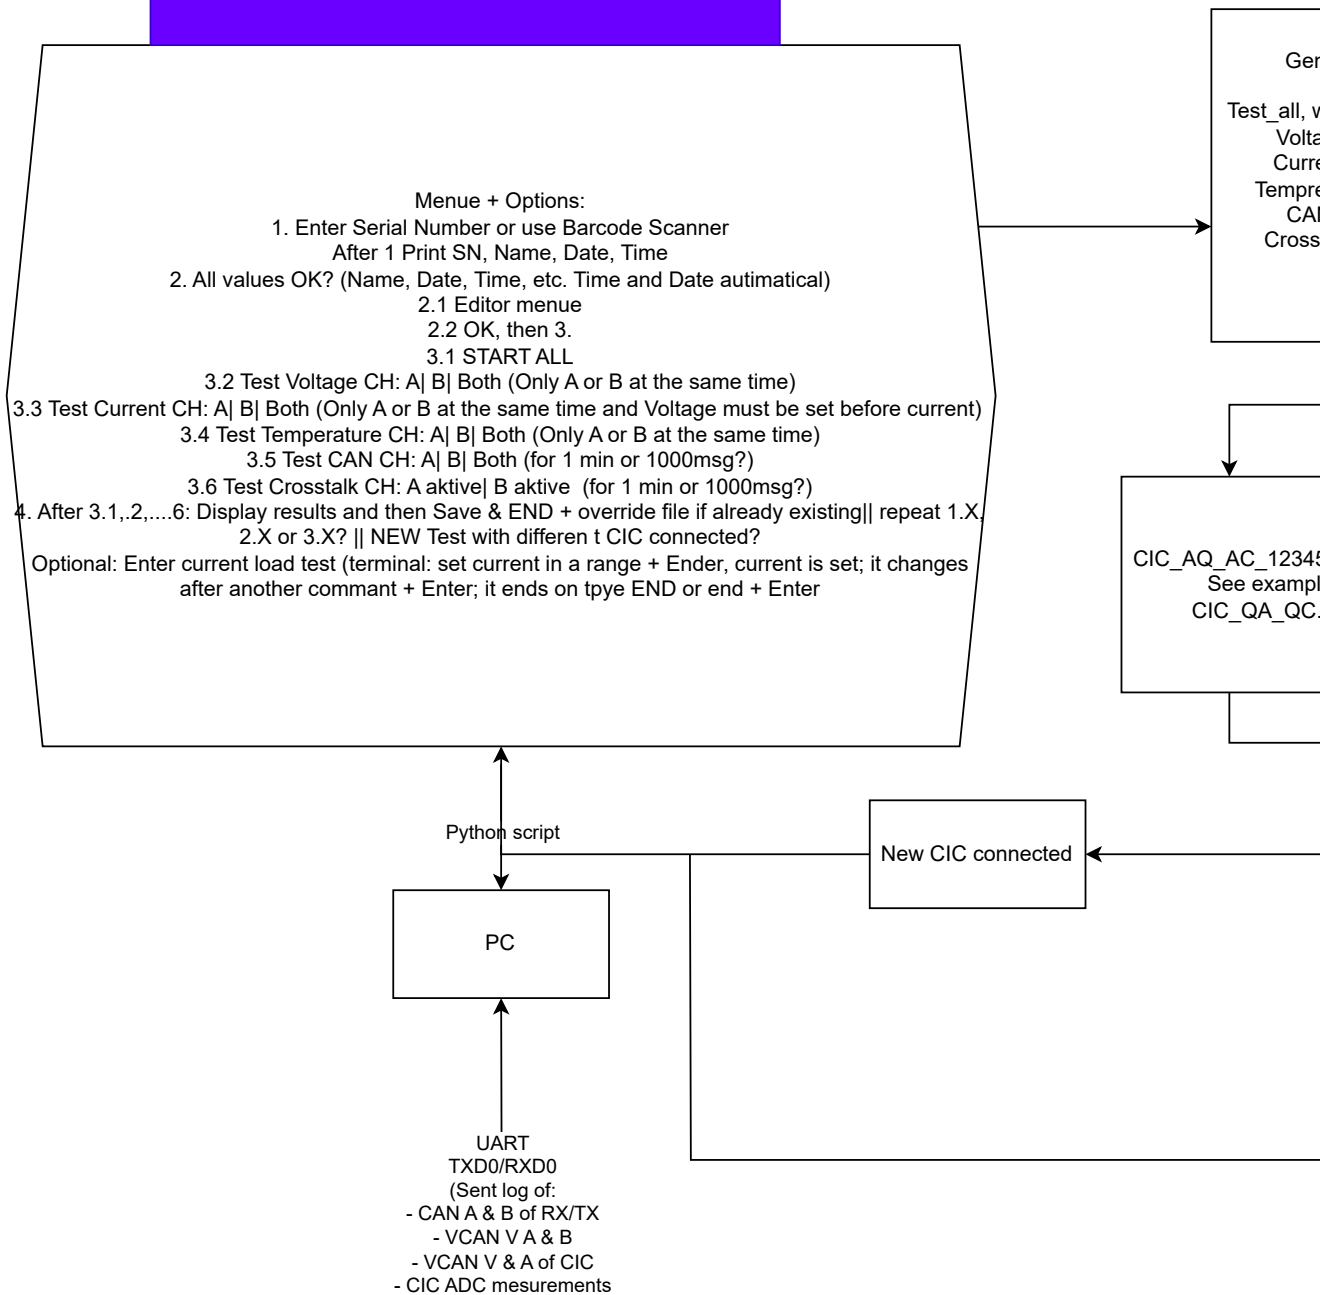 Menue + Options:
1. Enter Serial Number or use Barcode Scanner
After 1 Print SN, Name, Date, Time
2. All values OK? (Name, Date, Time, etc. Time and Date autimatical)
2.1 Editor menue
2.2 OK, then 3.
3.1 START ALL
3.2 Test Voltage CH: A| B| Both (Only A or B at the same time)
3.3 Test Current CH: A| B| Both (Only A or B at the same time and Voltage must be set before current)
3.4 Test Temperature CH: A| B| Both (Only A or B at the same time)
3.5 Test CAN CH: A| B| Both (for 1 min or 1000msg?)
3.6 Test Crosstalk CH: A aktive| B aktive  (for 1 min or 1000msg?)
4. After 3.1,.2,....6: Display results and then Save & END + override file if already existing|| repeat 1.X,
2.X or 3.X? || NEW Test with differen t CIC connected?
Optional: Enter current load test (terminal: set current in a range + Ender, current is set; it changes
after another commant + Enter; it ends on tpye END or end + Enter
Ger
Test_all, w
Volta
Curre
Tempre
CAN
Cross
CIC_AQ_AC_12345
See exampl
CIC_QA_QC.
Python script
New CIC connected
PC
UART
TXD0/RXD0
(Sent log of:
- CAN A & B of RX/TX
- VCAN V A & B
- VCAN V & A of CIC
- CIC ADC mesurements